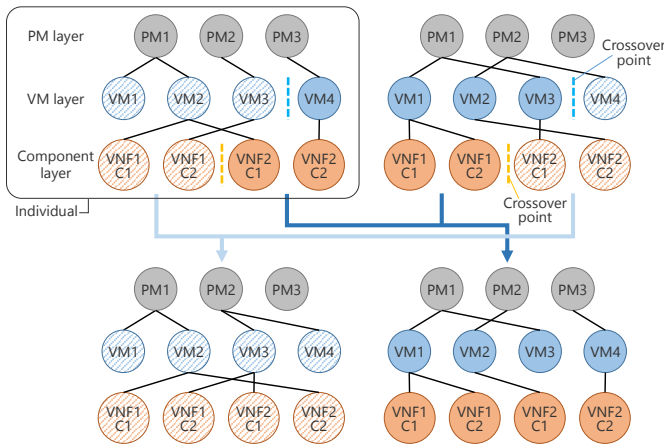 PM layer
PM1
PM2
PM3
PM1
PM2
PM3
Crossover
point
VM layer
VM1
VM2
VM3
VM4
VM1
VM2
VM3
VM4
Component
layer
VNF1
C1
VNF1
C2
VNF2
C1
VNF2
C2
VNF1
C1
VNF1
C2
VNF2
C1
VNF2
C2
Individual
Crossover
point
PM1
PM2
PM3
PM1
PM2
PM3
VM1
VM2
VM3
VM4
VM1
VM2
VM3
VM4
VNF1
C1
VNF1
C2
VNF2
C1
VNF2
C2
VNF1
C1
VNF1
C2
VNF2
C1
VNF2
C2